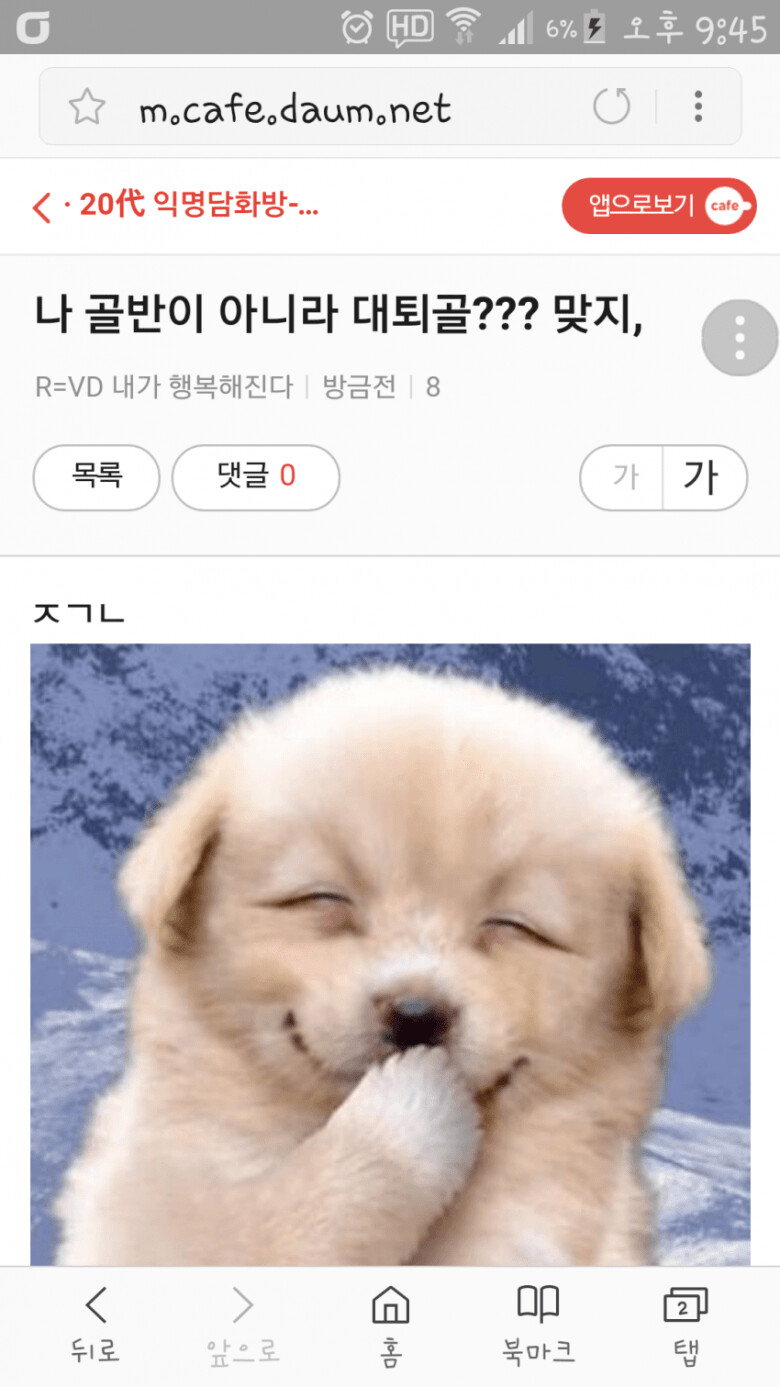 HD 6% 오후 9:45
m.cafe.daum.net
· 20代 익명담화방-...
앱으로보기 cafe
나 골반이 아니라 대퇴골??? 맞지,
R=VD 내가 행복해진다 | 방금전 | 8
목록 댓글 0 가 가
ㅈㄱㄴ
2
뒤로 앞으로 홈 북마크 탭